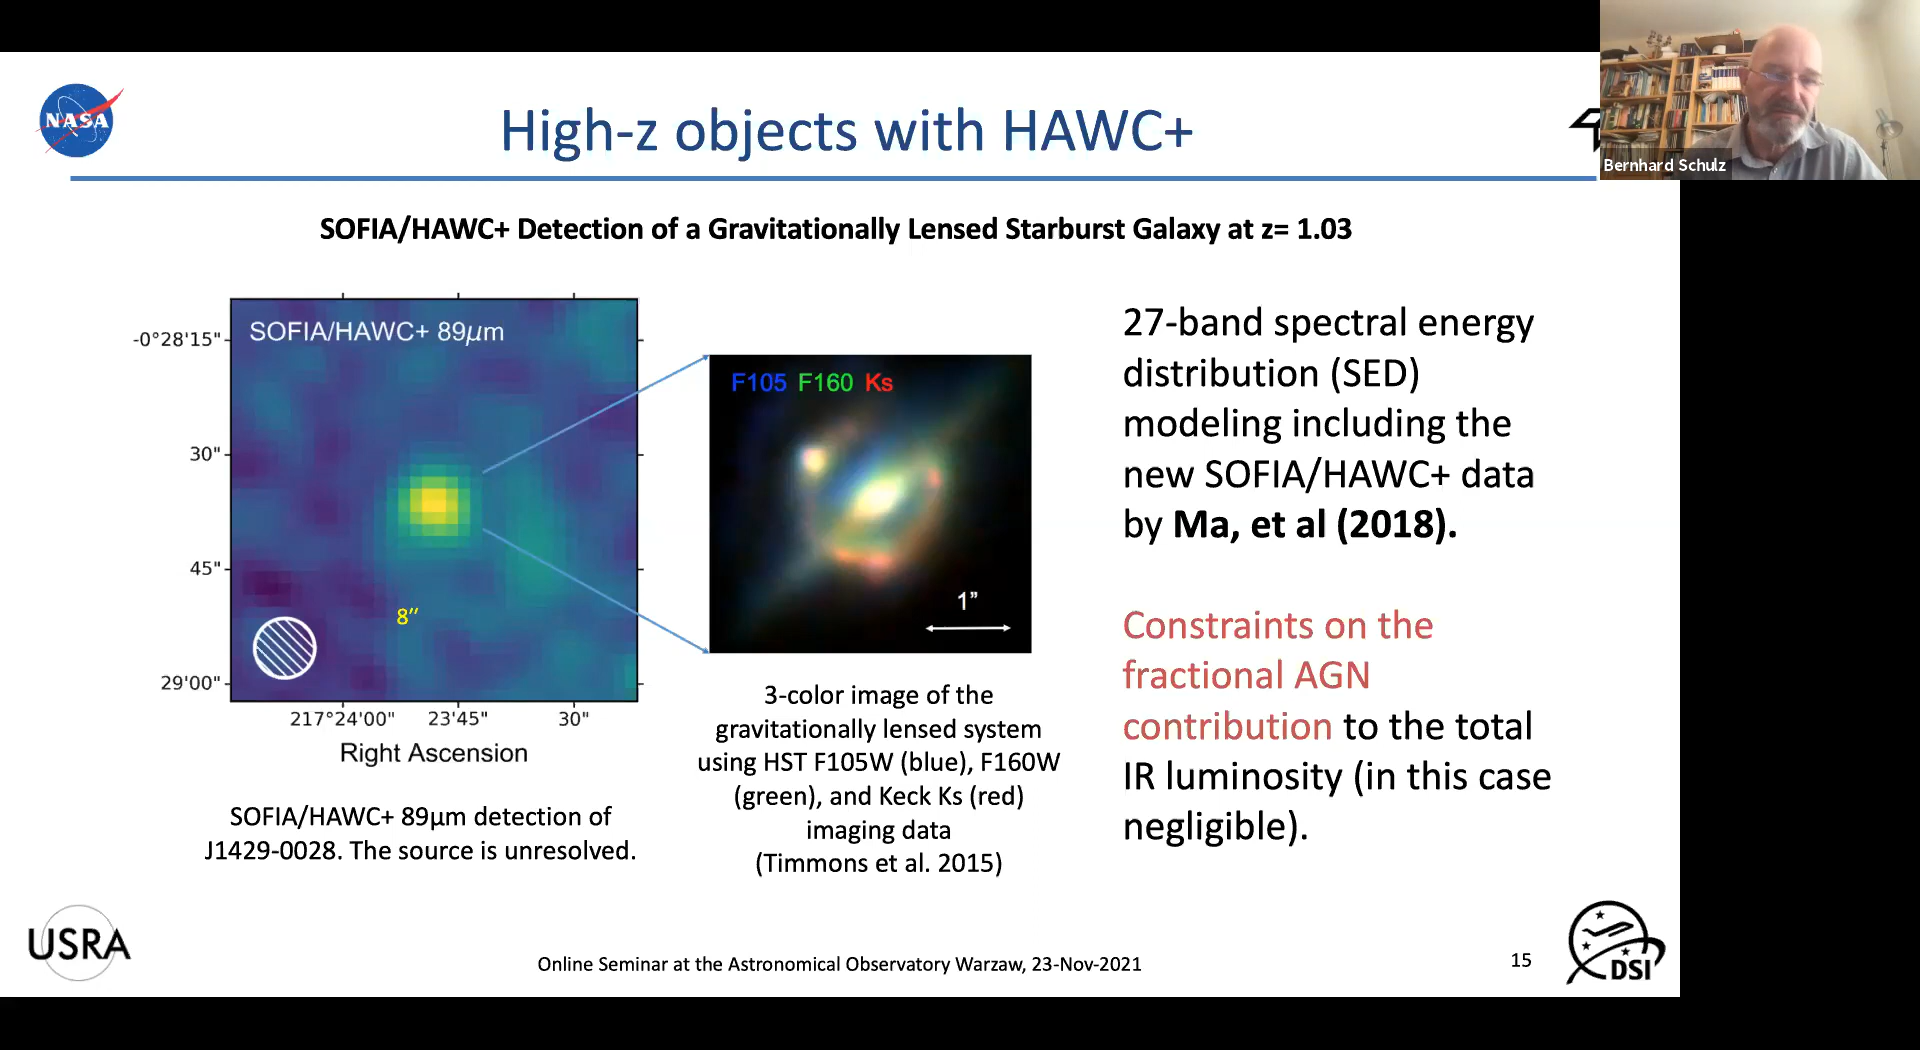 NASA
High-z objects with HAWC+
Bernhard Schulz
SOFIA/HAWC+ Detection of a Gravitationally Lensed Starburst Galaxy at z= 1.03
SOFIA/HAWC+ 89μm
-0°28'15"
30"
45"
29'00"
8″
217°24'00"
23'45"
30"
Right Ascension
SOFIA/HAWC+ 89μm detection of
J1429-0028. The source is unresolved.
F105 F160 Ks
1”
3-color image of the
gravitationally lensed system
using HST F105W (blue), F160W
(green), and Keck Ks (red)
imaging data
(Timmons et al. 2015)
27-band spectral energy
distribution (SED)
modeling including the
new SOFIA/HAWC+ data
by Ma, et al (2018).
Constraints on the
fractional AGN
contribution to the total
IR luminosity (in this case
negligible).
USRA
Online Seminar at the Astronomical Observatory Warzaw, 23-Nov-2021
15
DSI